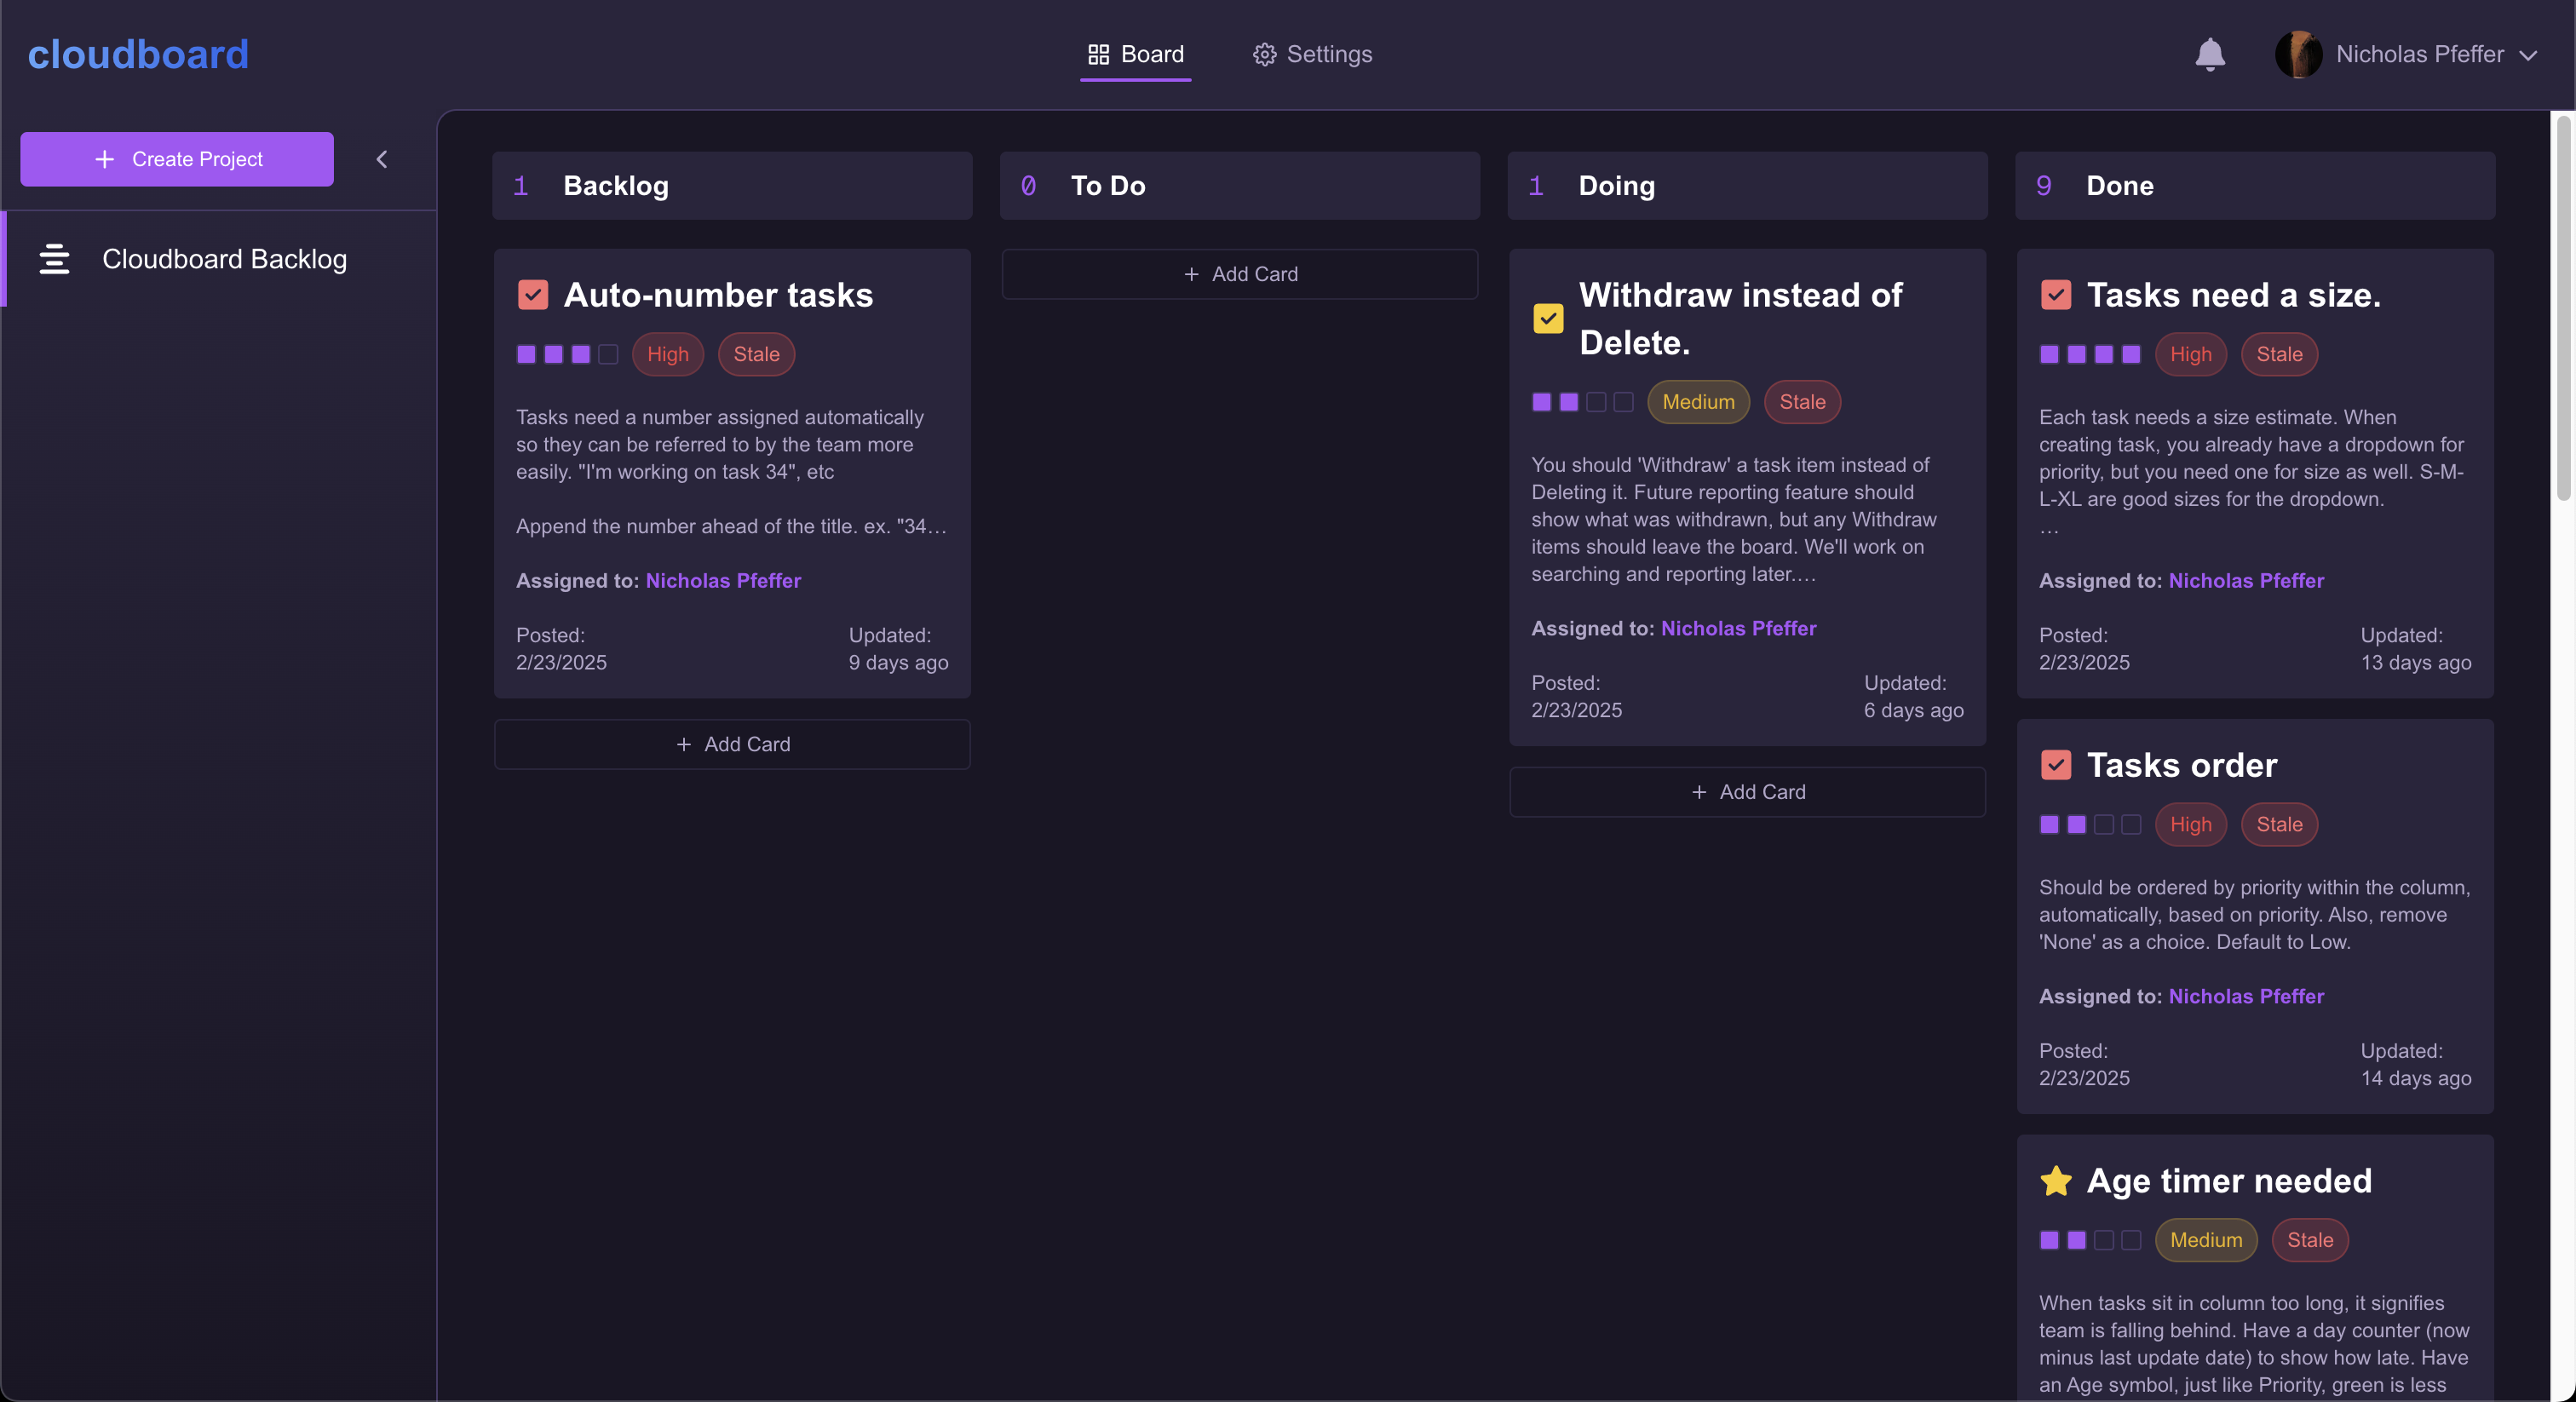 cloudboard
Board
Settings
Nicholas Pfeffer
Create Project
Cloudboard Backlog
1 Backlog
Auto-number tasks
High Stale
Tasks need a number assigned automatically
so they can be referred to by the team more
easily. "I'm working on task 34", etc
Append the number ahead of the title. ex. "34…
Assigned to: Nicholas Pfeffer
Posted: Updated:
2/23/2025 9 days ago
+ Add Card
0 To Do
+ Add Card
1 Doing
Withdraw instead of
Delete.
Medium Stale
You should 'Withdraw' a task item instead of
Deleting it. Future reporting feature should
show what was withdrawn, but any Withdraw
items should leave the board. We'll work on
searching and reporting later.…
Assigned to: Nicholas Pfeffer
Posted: Updated:
2/23/2025 6 days ago
+ Add Card
9 Done
Tasks need a size.
High Stale
Each task needs a size estimate. When
creating task, you already have a dropdown for
priority, but you need one for size as well. S-M-
L-XL are good sizes for the dropdown.
…
Assigned to: Nicholas Pfeffer
Posted: Updated:
2/23/2025 13 days ago
Tasks order
High Stale
Should be ordered by priority within the column,
automatically, based on priority. Also, remove
'None' as a choice. Default to Low.
Assigned to: Nicholas Pfeffer
Posted: Updated:
2/23/2025 14 days ago
Age timer needed
Medium Stale
When tasks sit in column too long, it signifies
team is falling behind. Have a day counter (now
minus last update date) to show how late. Have
an Age symbol, just like Priority, green is less